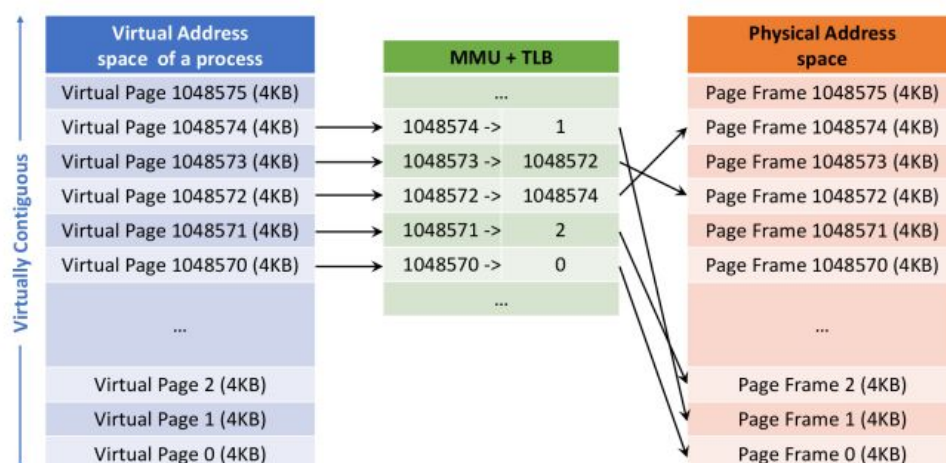 Virtually Contiguous
Virtual Address
space of a process
Virtual Page 1048575 (4KB)
Virtual Page 1048574 (4KB)
Virtual Page 1048573 (4KB)
Virtual Page 1048572 (4KB)
Virtual Page 1048571 (4KB)
Virtual Page 1048570 (4KB)
...
Virtual Page 2 (4KB)
Virtual Page 1 (4KB)
Virtual Page 0 (4KB)
MMU + TLB
...
1048574 -> 1
1048573 -> 1048572
1048572 -> 1048574
1048571 -> 2
1048570 -> 0
...
Physical Address
space
Page Frame 1048575 (4KB)
Page Frame 1048574 (4KB)
Page Frame 1048573 (4KB)
Page Frame 1048572 (4KB)
Page Frame 1048571 (4KB)
Page Frame 1048570 (4KB)
...
Page Frame 2 (4KB)
Page Frame 1 (4KB)
Page Frame 0 (4KB)